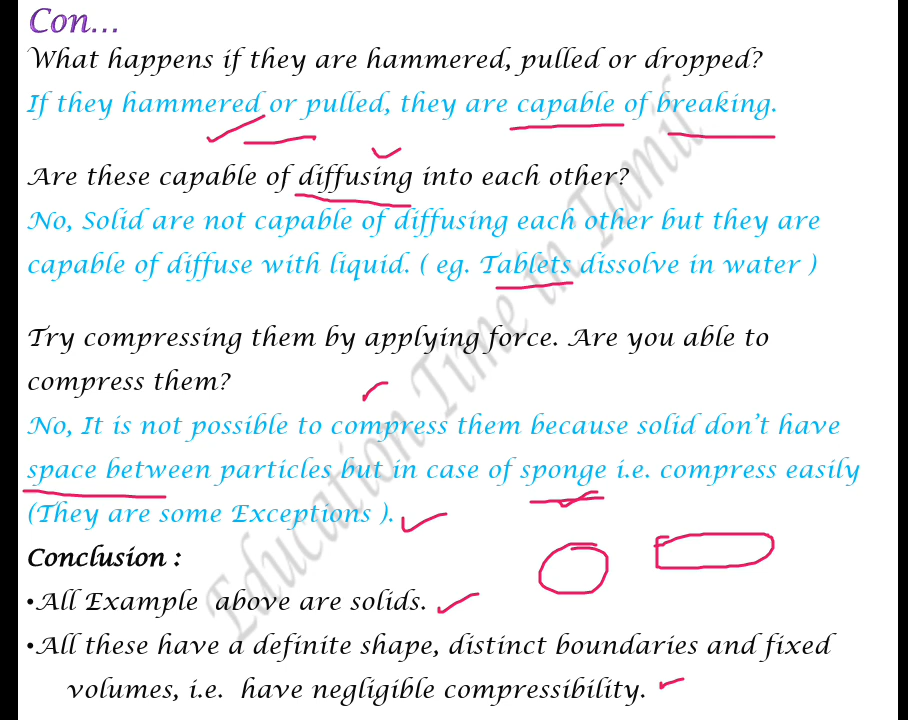 Con...
What happens if they are hammered, pulled or dropped?
If they hammered or pulled, they are capable of breaking.
Are these capable of diffusing into each other?
No, Solid are not capable of diffusing each other but they are
capable of diffuse with liquid. ( eg. Tablets dissolve in water )
Try compressing them by applying force. Are you able to
compress them?
No, It is not possible to compress them because solid don't have
space between particles but in case of sponge i.e. compress easily
(They are some Exceptions ).
Conclusion :
•All Example above are solids.
•All these have a definite shape, distinct boundaries and fixed
volumes, i.e. have negligible compressibility.
Education Time in Tamil